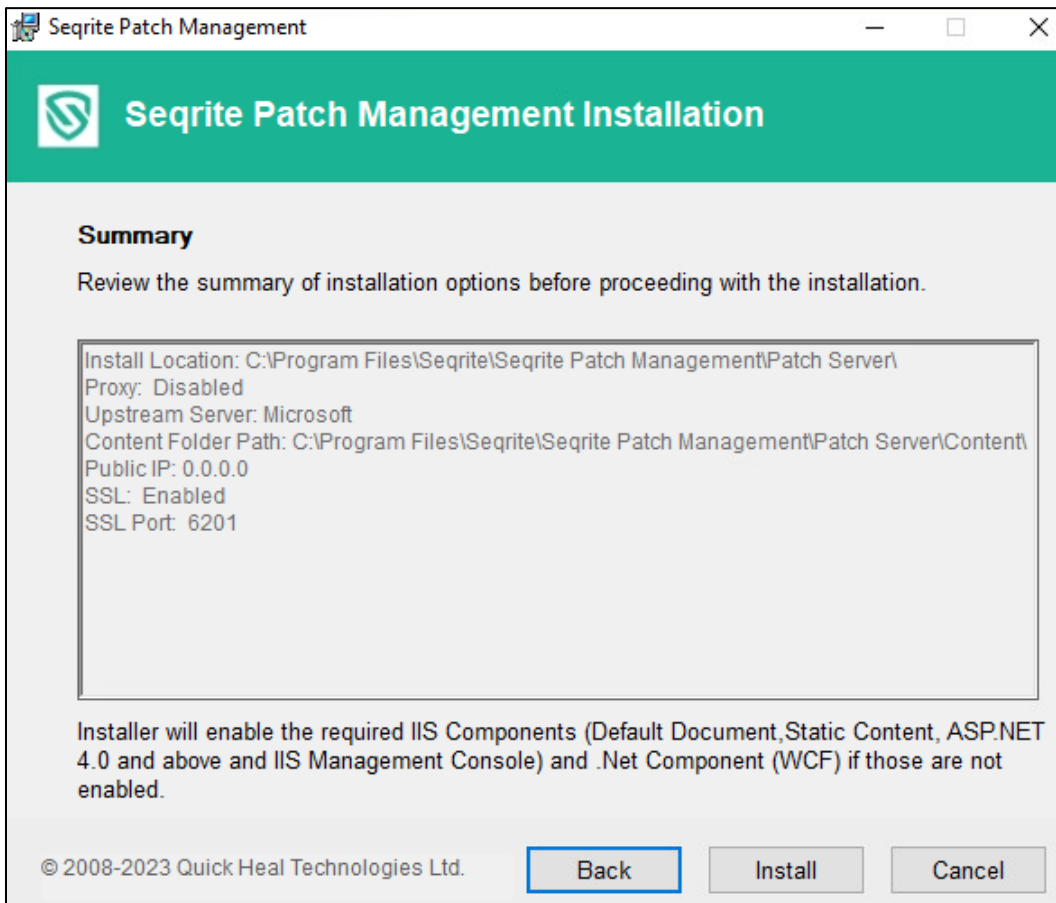 Seqrite Patch Management
Seqrite Patch Management Installation
Summary
Review the summary of installation options before proceeding with the installation.
Install Location: C:\Program Files\Seqrite\Seqrite Patch Management\Patch Server\
Proxy:  Disabled
Upstream Server: Microsoft
Content Folder Path: C:\Program Files\Seqrite\Seqrite Patch Management\Patch Server\Content\
Public IP: 0.0.0.0
SSL:  Enabled
SSL Port:  6201
Installer will enable the required IIS Components (Default Document,Static Content, ASP.NET
4.0 and above and IIS Management Console) and .Net Component (WCF) if those are not
enabled.
© 2008-2023 Quick Heal Technologies Ltd.
Back
Install
Cancel